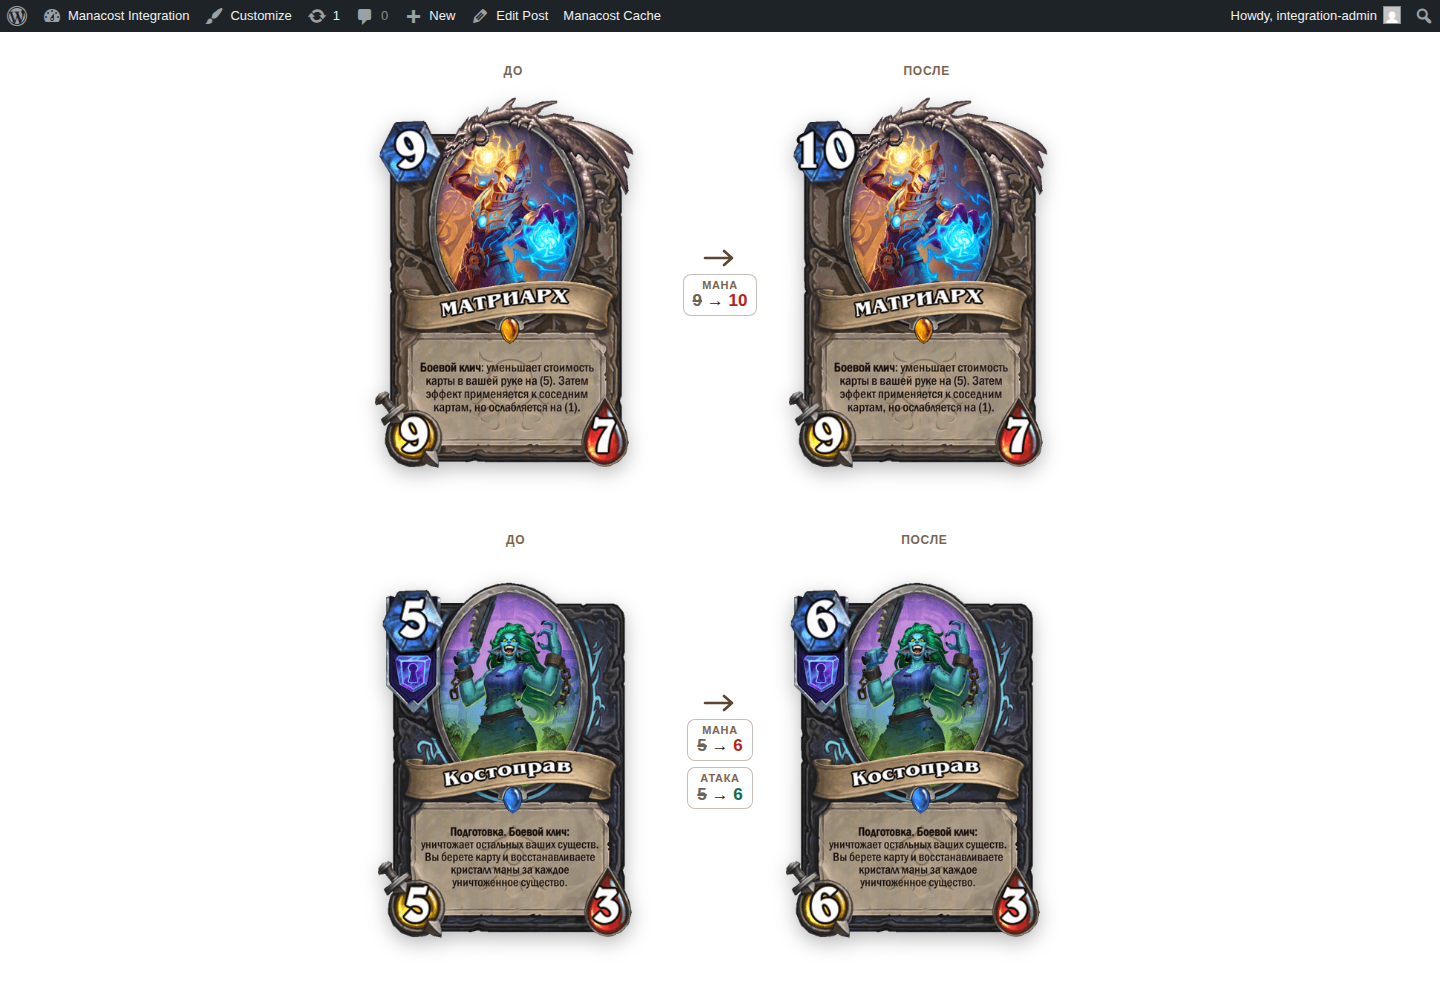 Manacost Integration Customize 1 0 New Edit Post Manacost Cache Howdy, integration-admin
ДО ПОСЛЕ
9 10
МАНА
9 → 10
МАТРИАРХ МАТРИАРХ
Боевой клич: уменьшает стоимость
карты в вашей руке на (5). Затем
эффект применяется к соседним
картам, но ослабляется на (1).
9 7
Боевой клич: уменьшает стоимость
карты в вашей руке на (5). Затем
эффект применяется к соседним
картам, но ослабляется на (1).
9 7
ДО ПОСЛЕ
5 6
МАНА
5 → 6
АТАКА
5 → 6
Костоправ Костоправ
Подготовка. Боевой клич:
уничтожает остальных ваших существ.
Вы берете карту и восстанавливаете
кристалл маны за каждое
уничтоженное существо.
5 3
Подготовка. Боевой клич:
уничтожает остальных ваших существ.
Вы берете карту и восстанавливаете
кристалл маны за каждое
уничтоженное существо.
6 3